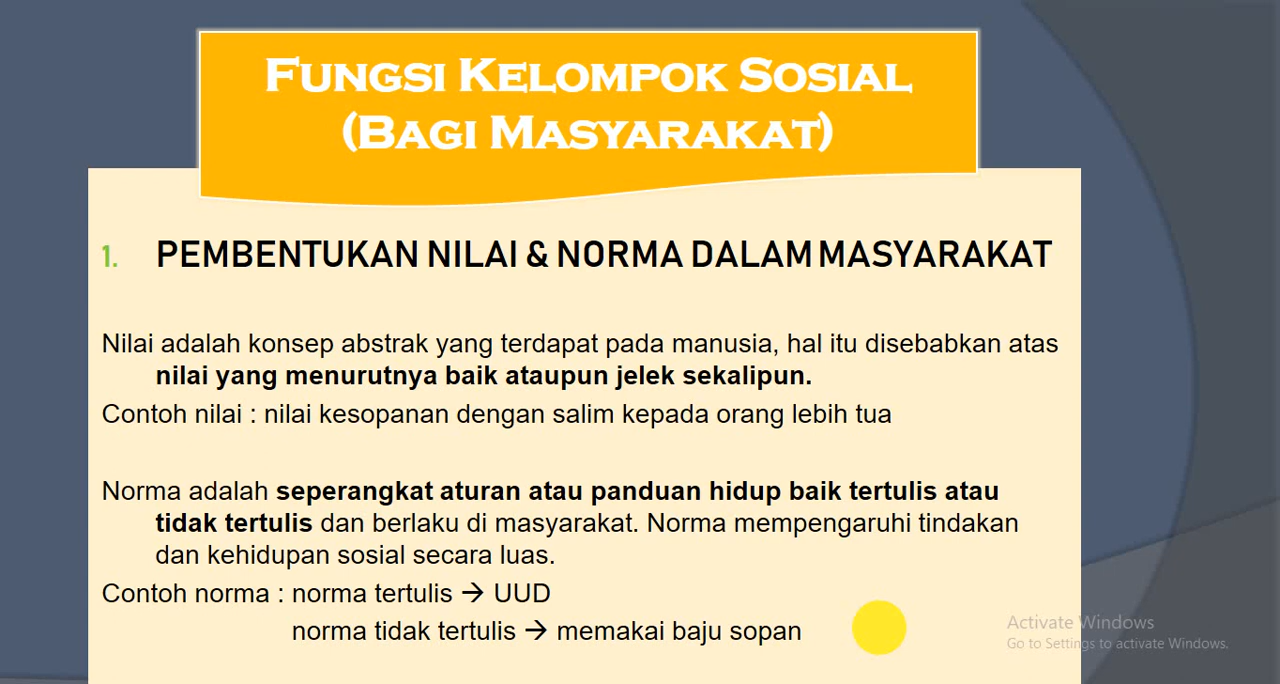 FUNGSI KELOMPOK SOSIAL
(BAGI MASYARAKAT)
1. PEMBENTUKAN NILAI & NORMA DALAM MASYARAKAT
Nilai adalah konsep abstrak yang terdapat pada manusia, hal itu disebabkan atas
nilai yang menurutnya baik ataupun jelek sekalipun.
Contoh nilai : nilai kesopanan dengan salim kepada orang lebih tua
Norma adalah seperangkat aturan atau panduan hidup baik tertulis atau
tidak tertulis dan berlaku di masyarakat. Norma mempengaruhi tindakan
dan kehidupan sosial secara luas.
Contoh norma : norma tertulis → UUD
norma tidak tertulis → memakai baju sopan
Activate Windows
Go to Settings to activate Windows.